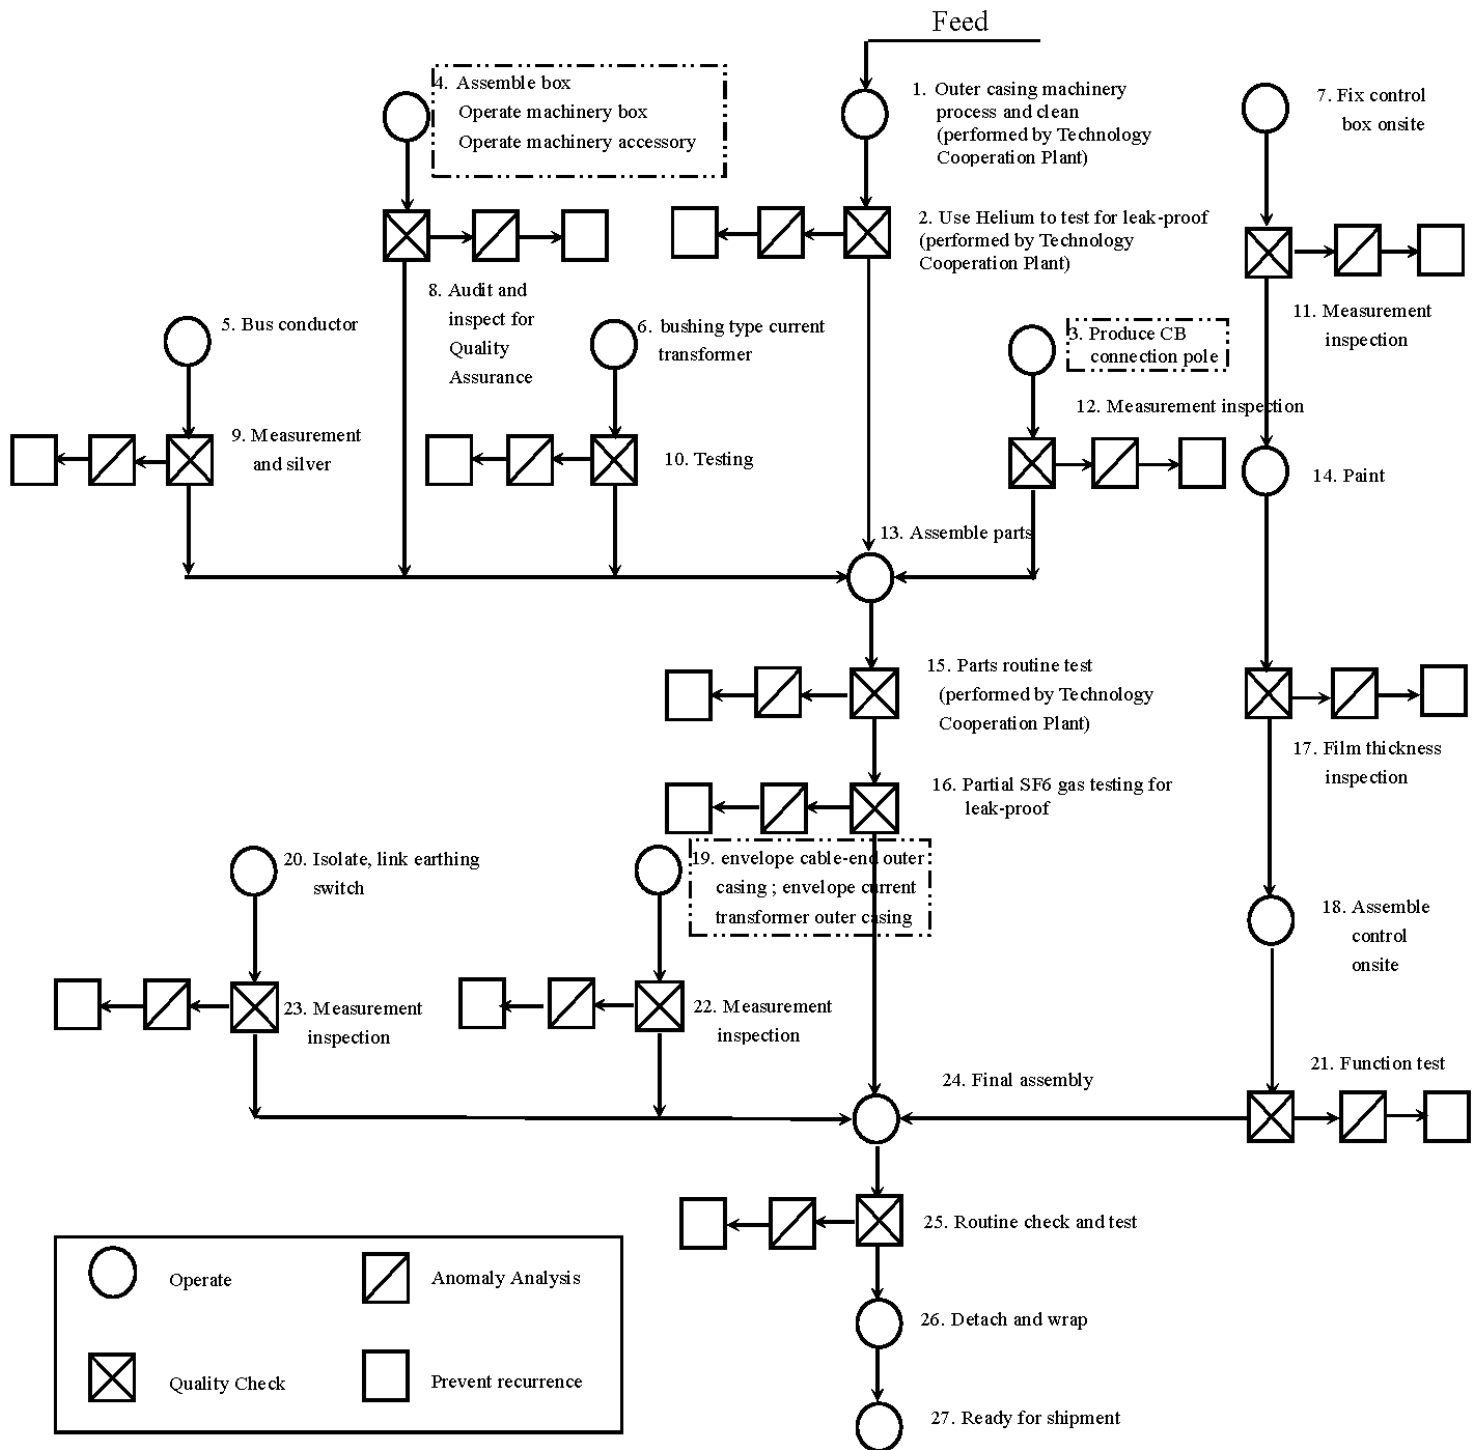 Feed
4. Assemble box
Operate machinery box
Operate machinery accessory
1. Outer casing machinery
process and clean
(performed by Technology
Cooperation Plant)
7. Fix control
box onsite
2. Use Helium to test for leak-proof
(performed by Technology
Cooperation Plant)
8. Audit and
inspect for
Quality
Assurance
5. Bus conductor
6. bushing type current
transformer
3. Produce CB
connection pole
11. Measurement
inspection
12. Measurement inspection
9. Measurement
and silver
10. Testing
14. Paint
13. Assemble parts
15. Parts routine test
(performed by Technology
Cooperation Plant)
17. Film thickness
inspection
16. Partial SF6 gas testing for
leak-proof
20. Isolate, link earthing
switch
19. envelope cable-end outer
casing ; envelope current
transformer outer casing
18. Assemble
control
onsite
23. Measurement
inspection
22. Measurement
inspection
21. Function test
24. Final assembly
25. Routine check and test
Operate
Anomaly Analysis
26. Detach and wrap
Quality Check
Prevent recurrence
27. Ready for shipment